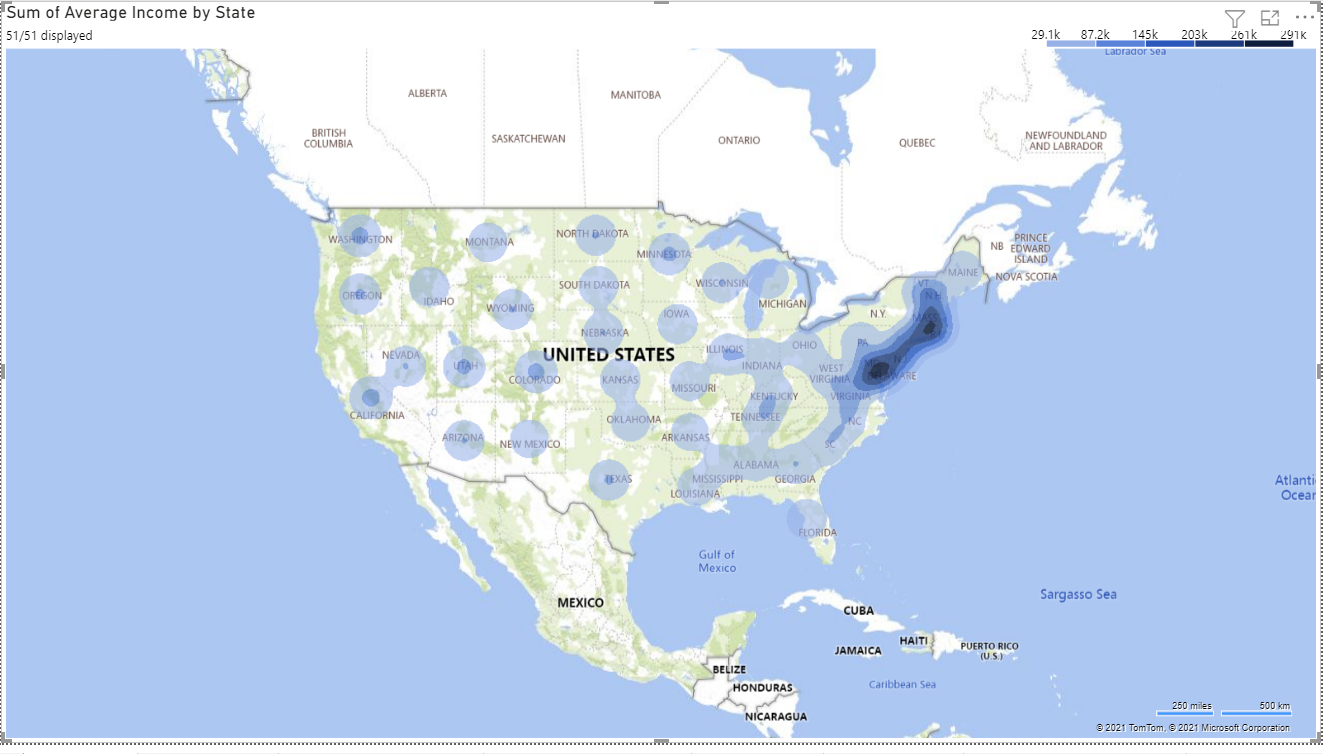 Sum of Average Income by State
51/51 displayed
29.1k 87.2k 145k 203k 261k 291k
Labrador Sea
ALBERTA
MANITOBA
BRITISH
COLUMBIA
SASKATCHEWAN
ONTARIO
QUEBEC
NEWFOUNDLAND
AND LABRADOR
WASHINGTON
MONTANA
NORTH DAKOTA
MINNESOTA
NB
PRINCE
EDWARD
ISLAND
NOVA SCOTIA
MAINE
VT
N.H.
OREGON
IDAHO
WYOMING
SOUTH DAKOTA
WISCONSIN
MICHIGAN
N.Y.
MASS
IOWA
NEBRASKA
NEVADA
UTAH
COLORADO
UNITED STATES
ILLINOIS
INDIANA
OHIO
PA
WEST
VIRGINIA
DELAWARE
KANSAS
MISSOURI
KENTUCKY
VIRGINIA
CALIFORNIA
OKLAHOMA
TENNESSEE
NC
ARIZONA
NEW MEXICO
ARKANSAS
SC
TEXAS
ALABAMA
MISSISSIPPI
GEORGIA
LOUISIANA
FLORIDA
Gulf of
Mexico
MEXICO
Sargasso Sea
CUBA
HAITI
JAMAICA
PUERTO RICO
(U.S.)
BELIZE
Caribbean Sea
HONDURAS
NICARAGUA
250 miles 500 km
© 2021 TomTom, © 2021 Microsoft Corporation